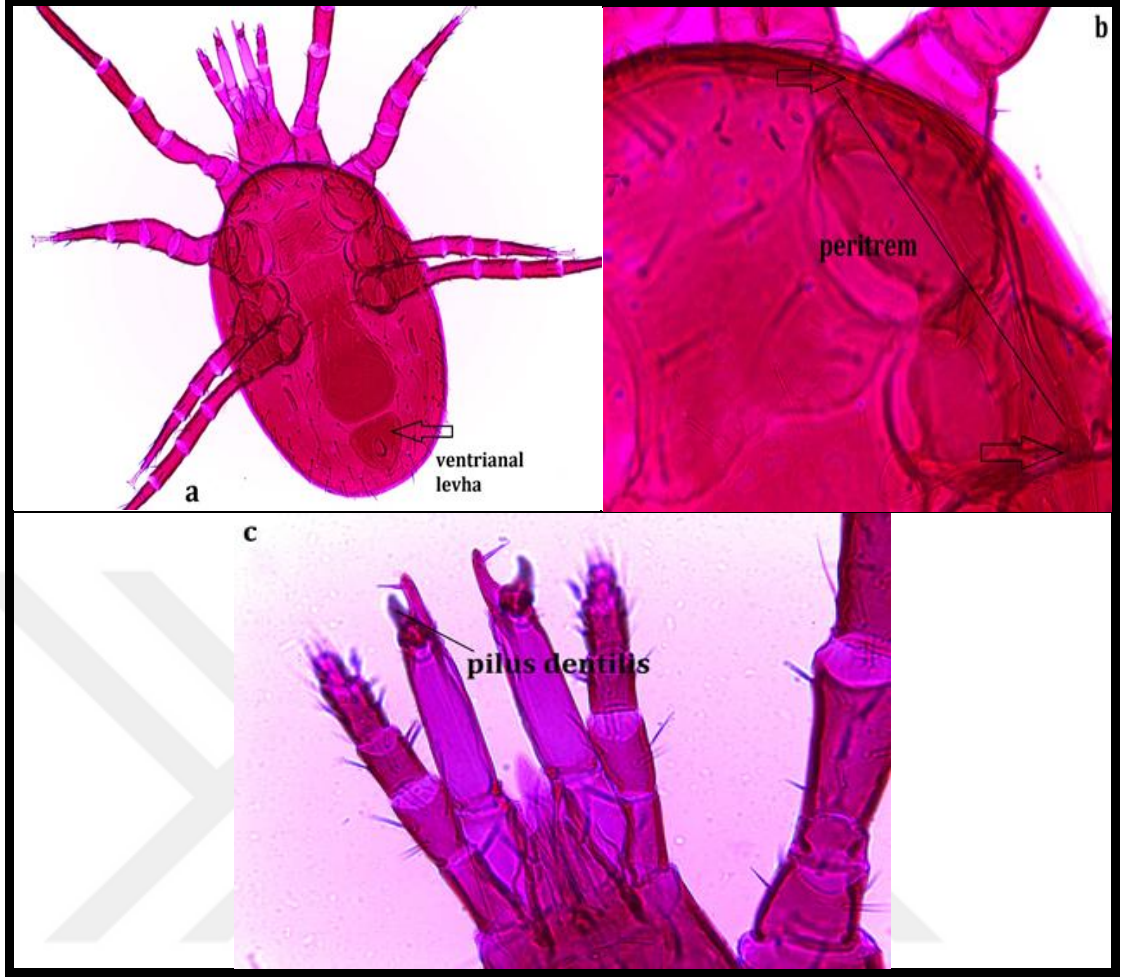 a
ventrianal
levha
b
peritrem
c
pilus dentilis